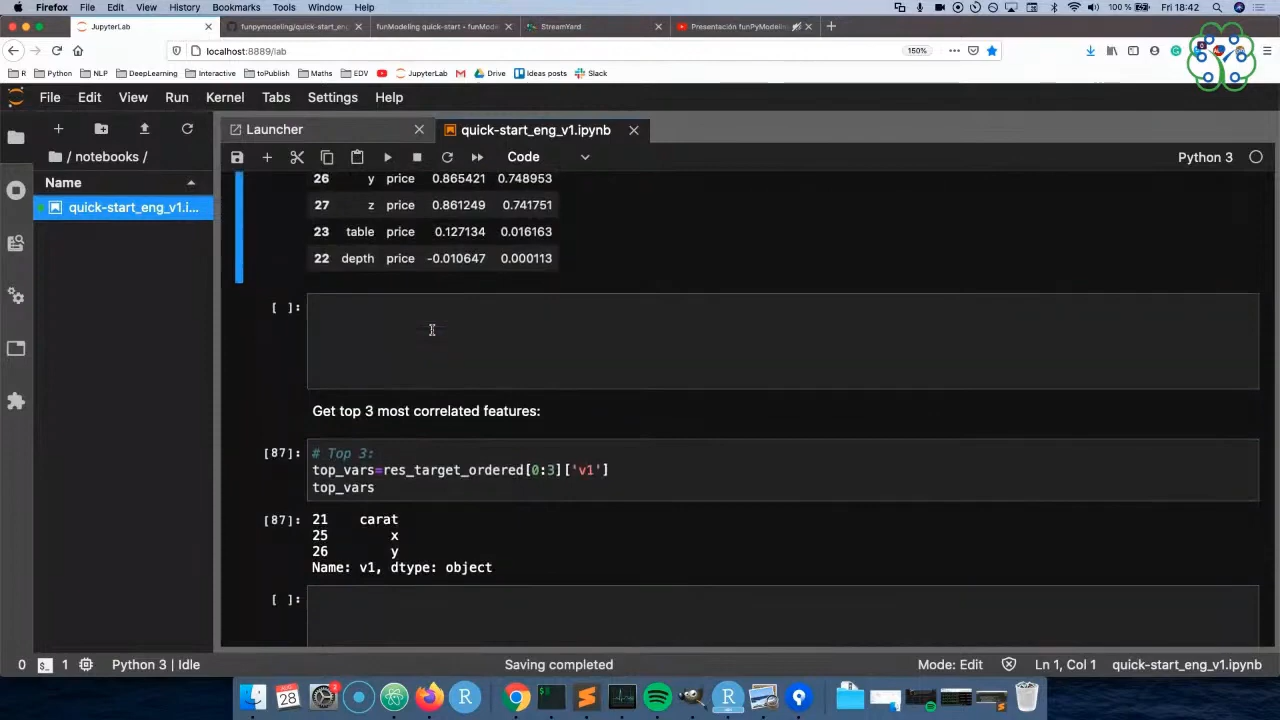 Firefox File Edit View History Bookmarks Tools Window Help 100 % Fri 18:42
JupyterLab funpymodeling/quick-start_eng funModeling quick-start • funMod StreamYard Presentación funPyModeling
localhost:8889/lab 150%
R Python NLP DeepLearning Interactive toPublish Maths EDV JupyterLab Drive Ideas posts Slack
File Edit View Run Kernel Tabs Settings Help
Launcher quick-start_eng_v1.ipynb
/ notebooks / Code Python 3
Name
quick-start_eng_v1.i...
26 y price 0.865421 0.748953
27 z price 0.861249 0.741751
23 table price 0.127134 0.016163
22 depth price -0.010647 0.000113
[ ]:
Get top 3 most correlated features:
[87]: # Top 3:
top_vars=res_target_ordered[0:3]['v1']
top_vars
[87]: 21 carat
25 x
26 y
Name: v1, dtype: object
[ ]:
0 1 Python 3 | Idle Saving completed Mode: Edit Ln 1, Col 1 quick-start_eng_v1.ipynb
28